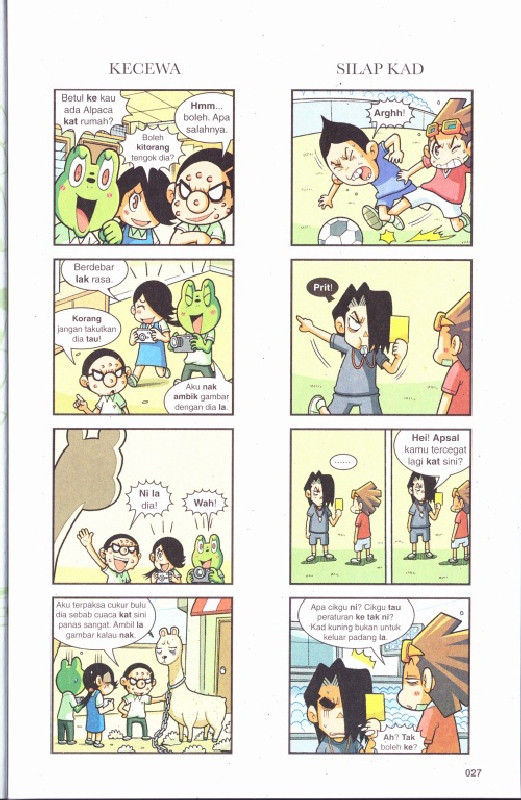 KECEWA
Betul ke kau
ada Alpaca
kat rumah?
Boleh
kitorang
tengok dia?
Hmm...
boleh. Apa
salahnya.
Berdebar
lak rasa.
Korang
jangan takutkan
dia tau!
Aku nak
ambik gambar
dengan dia la.
Ni la
dia!
Wah!
Aku terpaksa cukur bulu
dia sebab cuaca kat sini
panas sangat. Ambil la
gambar kalau nak.
SILAP KAD
Arghh!
Prit!
......
Hei! Apsal
kamu tercegat
lagi kat sini?
Apa cikgu ni? Cikgu tau
peraturan ke tak ni?
Kad kuning bukan untuk
keluar padang la.
Ah? Tak
boleh ke?
027